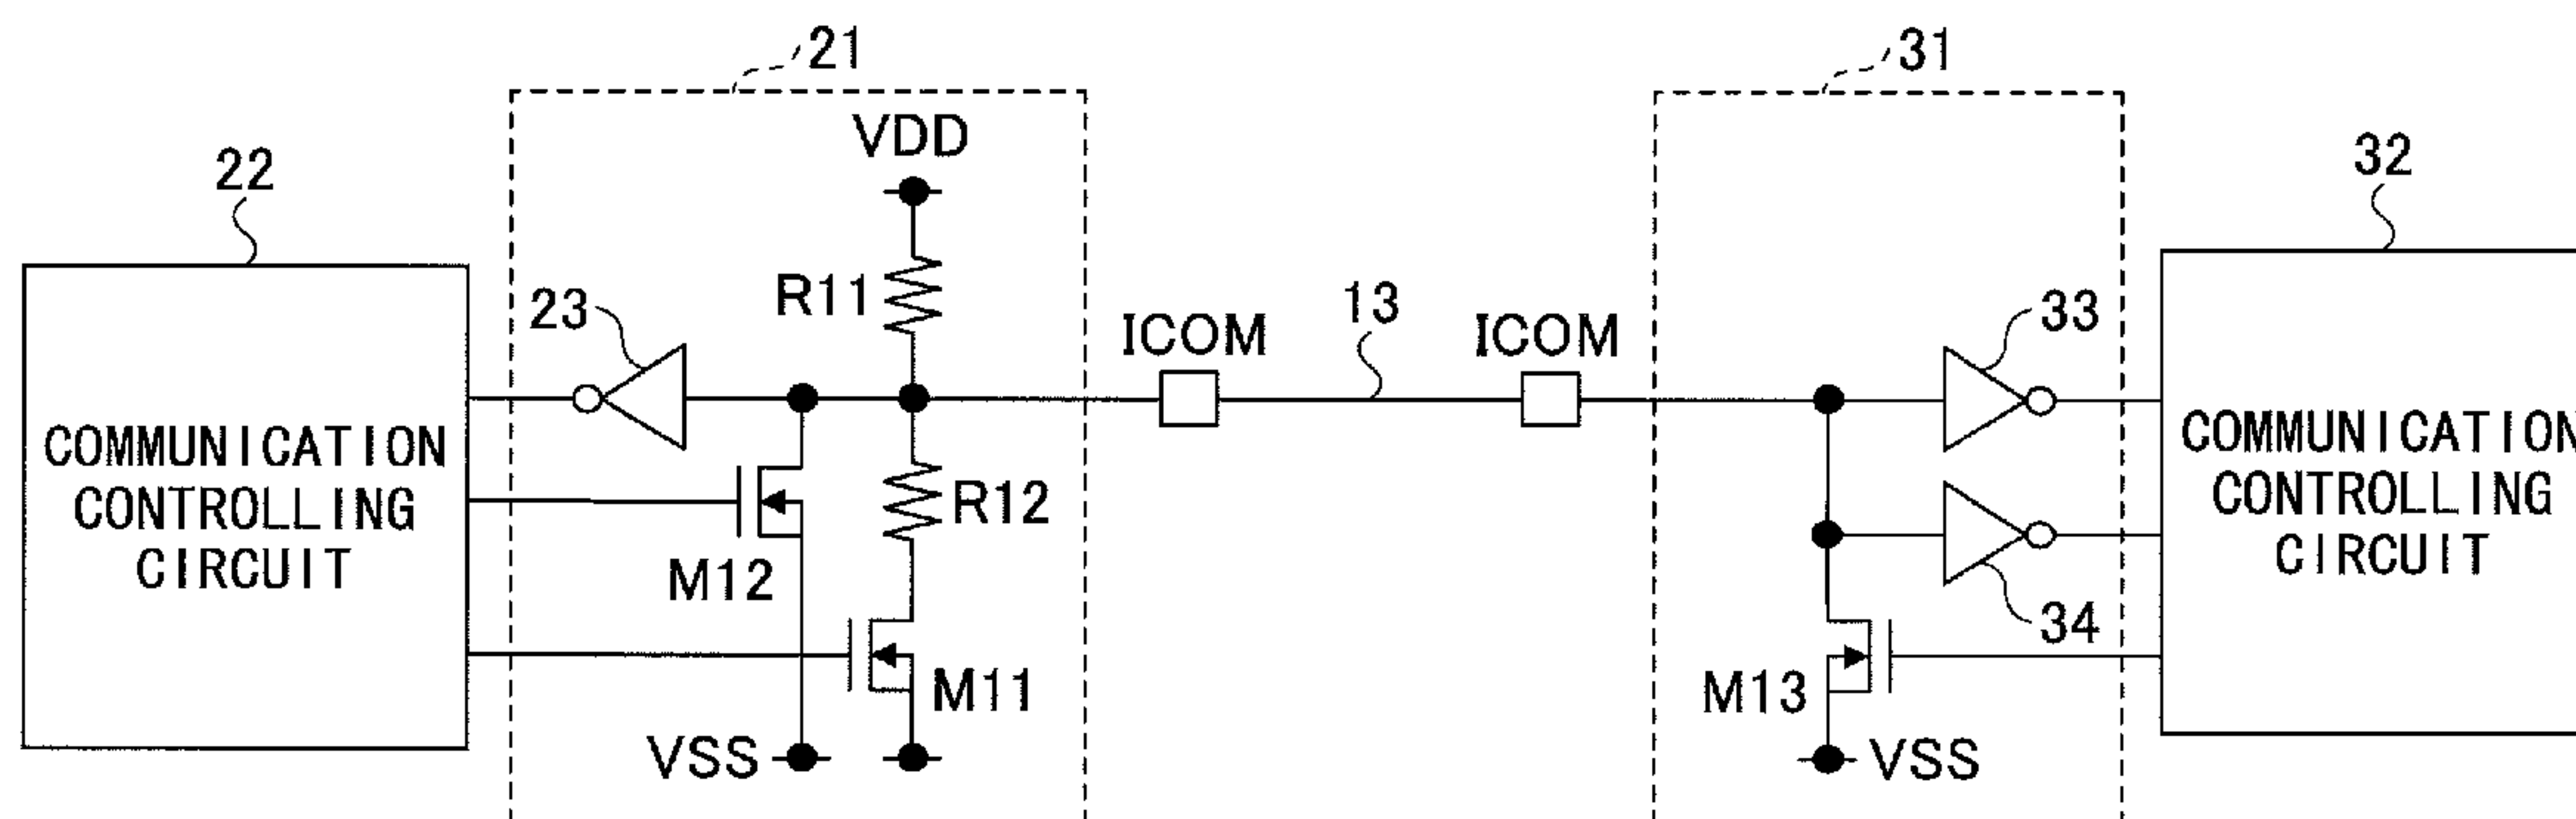 21
31
VDD
22
32
R11
23
ICOM
13
ICOM
33
COMMUNICATION
CONTROLLING
CIRCUIT
R12
M12
COMMUNICATION
CONTROLLING
CIRCUIT
34
M11
M13
VSS
VSS